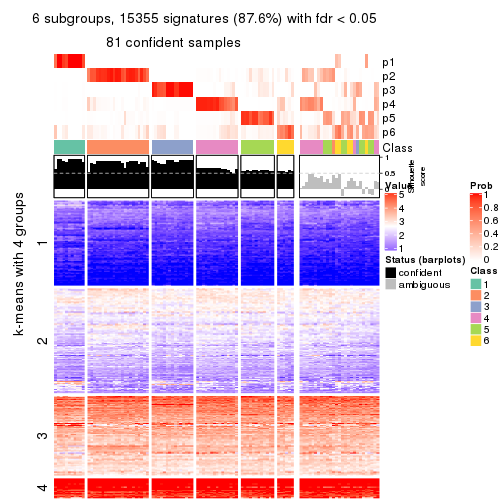 6 subgroups, 15355 signatures (87.6%) with fdr < 0.05
81 confident samples
p1
p2
p3
p4
p5
p6
Class
1
0.5
0
Silhouette
score
k-means with 4 groups
1
2
3
4
Value
5
4
3
2
1
Status (barplots)
confident
ambiguous
Prob
1
0.8
0.6
0.4
0.2
0
Class
1
2
3
4
5
6